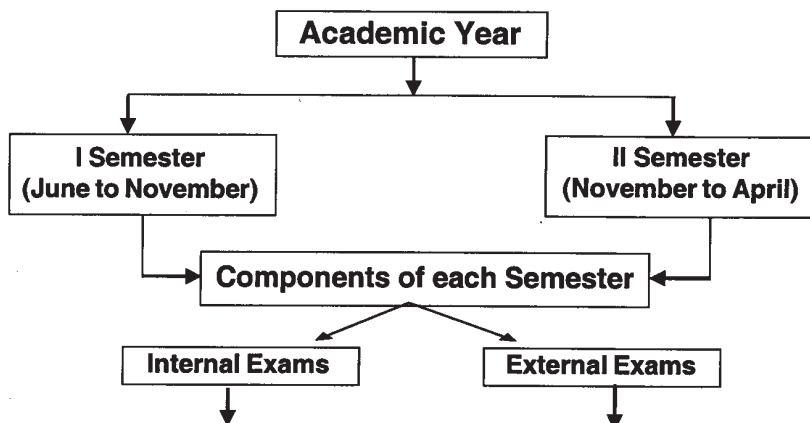 Academic Year
I Semester
(June to November)
II Semester
(November to April)
Components of each Semester
Internal Exams
External Exams